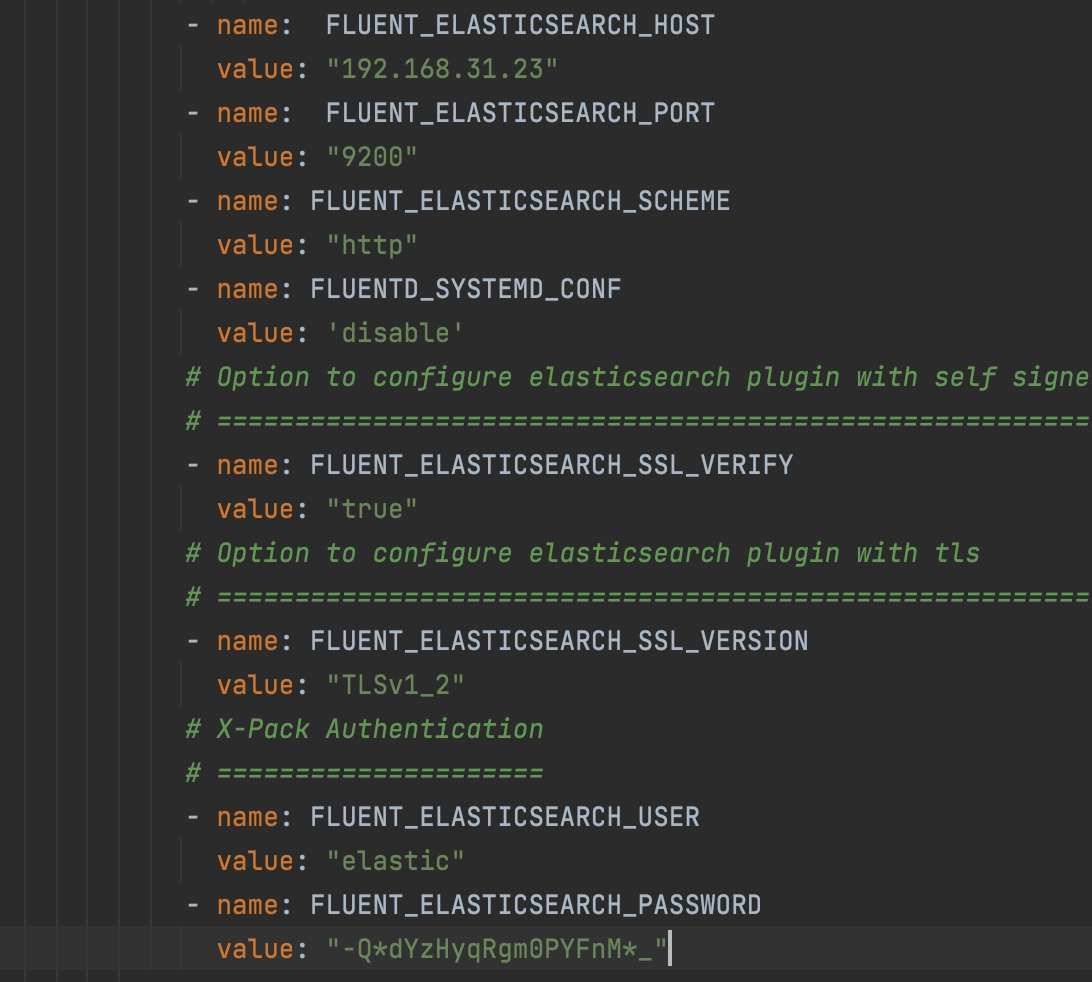 - name:  FLUENT_ELASTICSEARCH_HOST
value: "192.168.31.23"
- name:  FLUENT_ELASTICSEARCH_PORT
value: "9200"
- name: FLUENT_ELASTICSEARCH_SCHEME
value: "http"
- name: FLUENTD_SYSTEMD_CONF
value: 'disable'
# Option to configure elasticsearch plugin with self signe
# ========================================================
- name: FLUENT_ELASTICSEARCH_SSL_VERIFY
value: "true"
# Option to configure elasticsearch plugin with tls
# ========================================================
- name: FLUENT_ELASTICSEARCH_SSL_VERSION
value: "TLSv1_2"
# X-Pack Authentication
# =====================
- name: FLUENT_ELASTICSEARCH_USER
value: "elastic"
- name: FLUENT_ELASTICSEARCH_PASSWORD
value: "-Q*dYzHyqRgm0PYFnM*_"